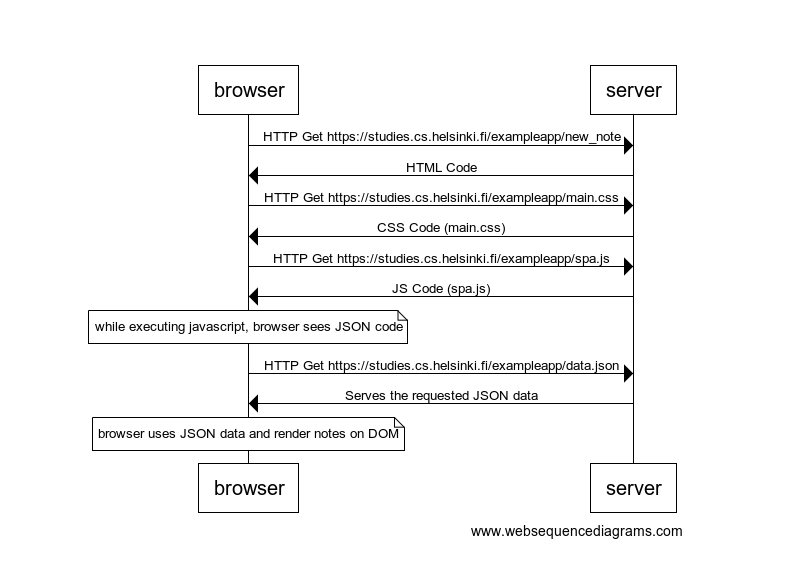 browser server
HTTP Get https://studies.cs.helsinki.fi/exampleapp/new_note
HTML Code
HTTP Get https://studies.cs.helsinki.fi/exampleapp/main.css
CSS Code (main.css)
HTTP Get https://studies.cs.helsinki.fi/exampleapp/spa.js
JS Code (spa.js)
while executing javascript, browser sees JSON code
HTTP Get https://studies.cs.helsinki.fi/exampleapp/data.json
Serves the requested JSON data
browser uses JSON data and render notes on DOM
browser server
www.websequencediagrams.com